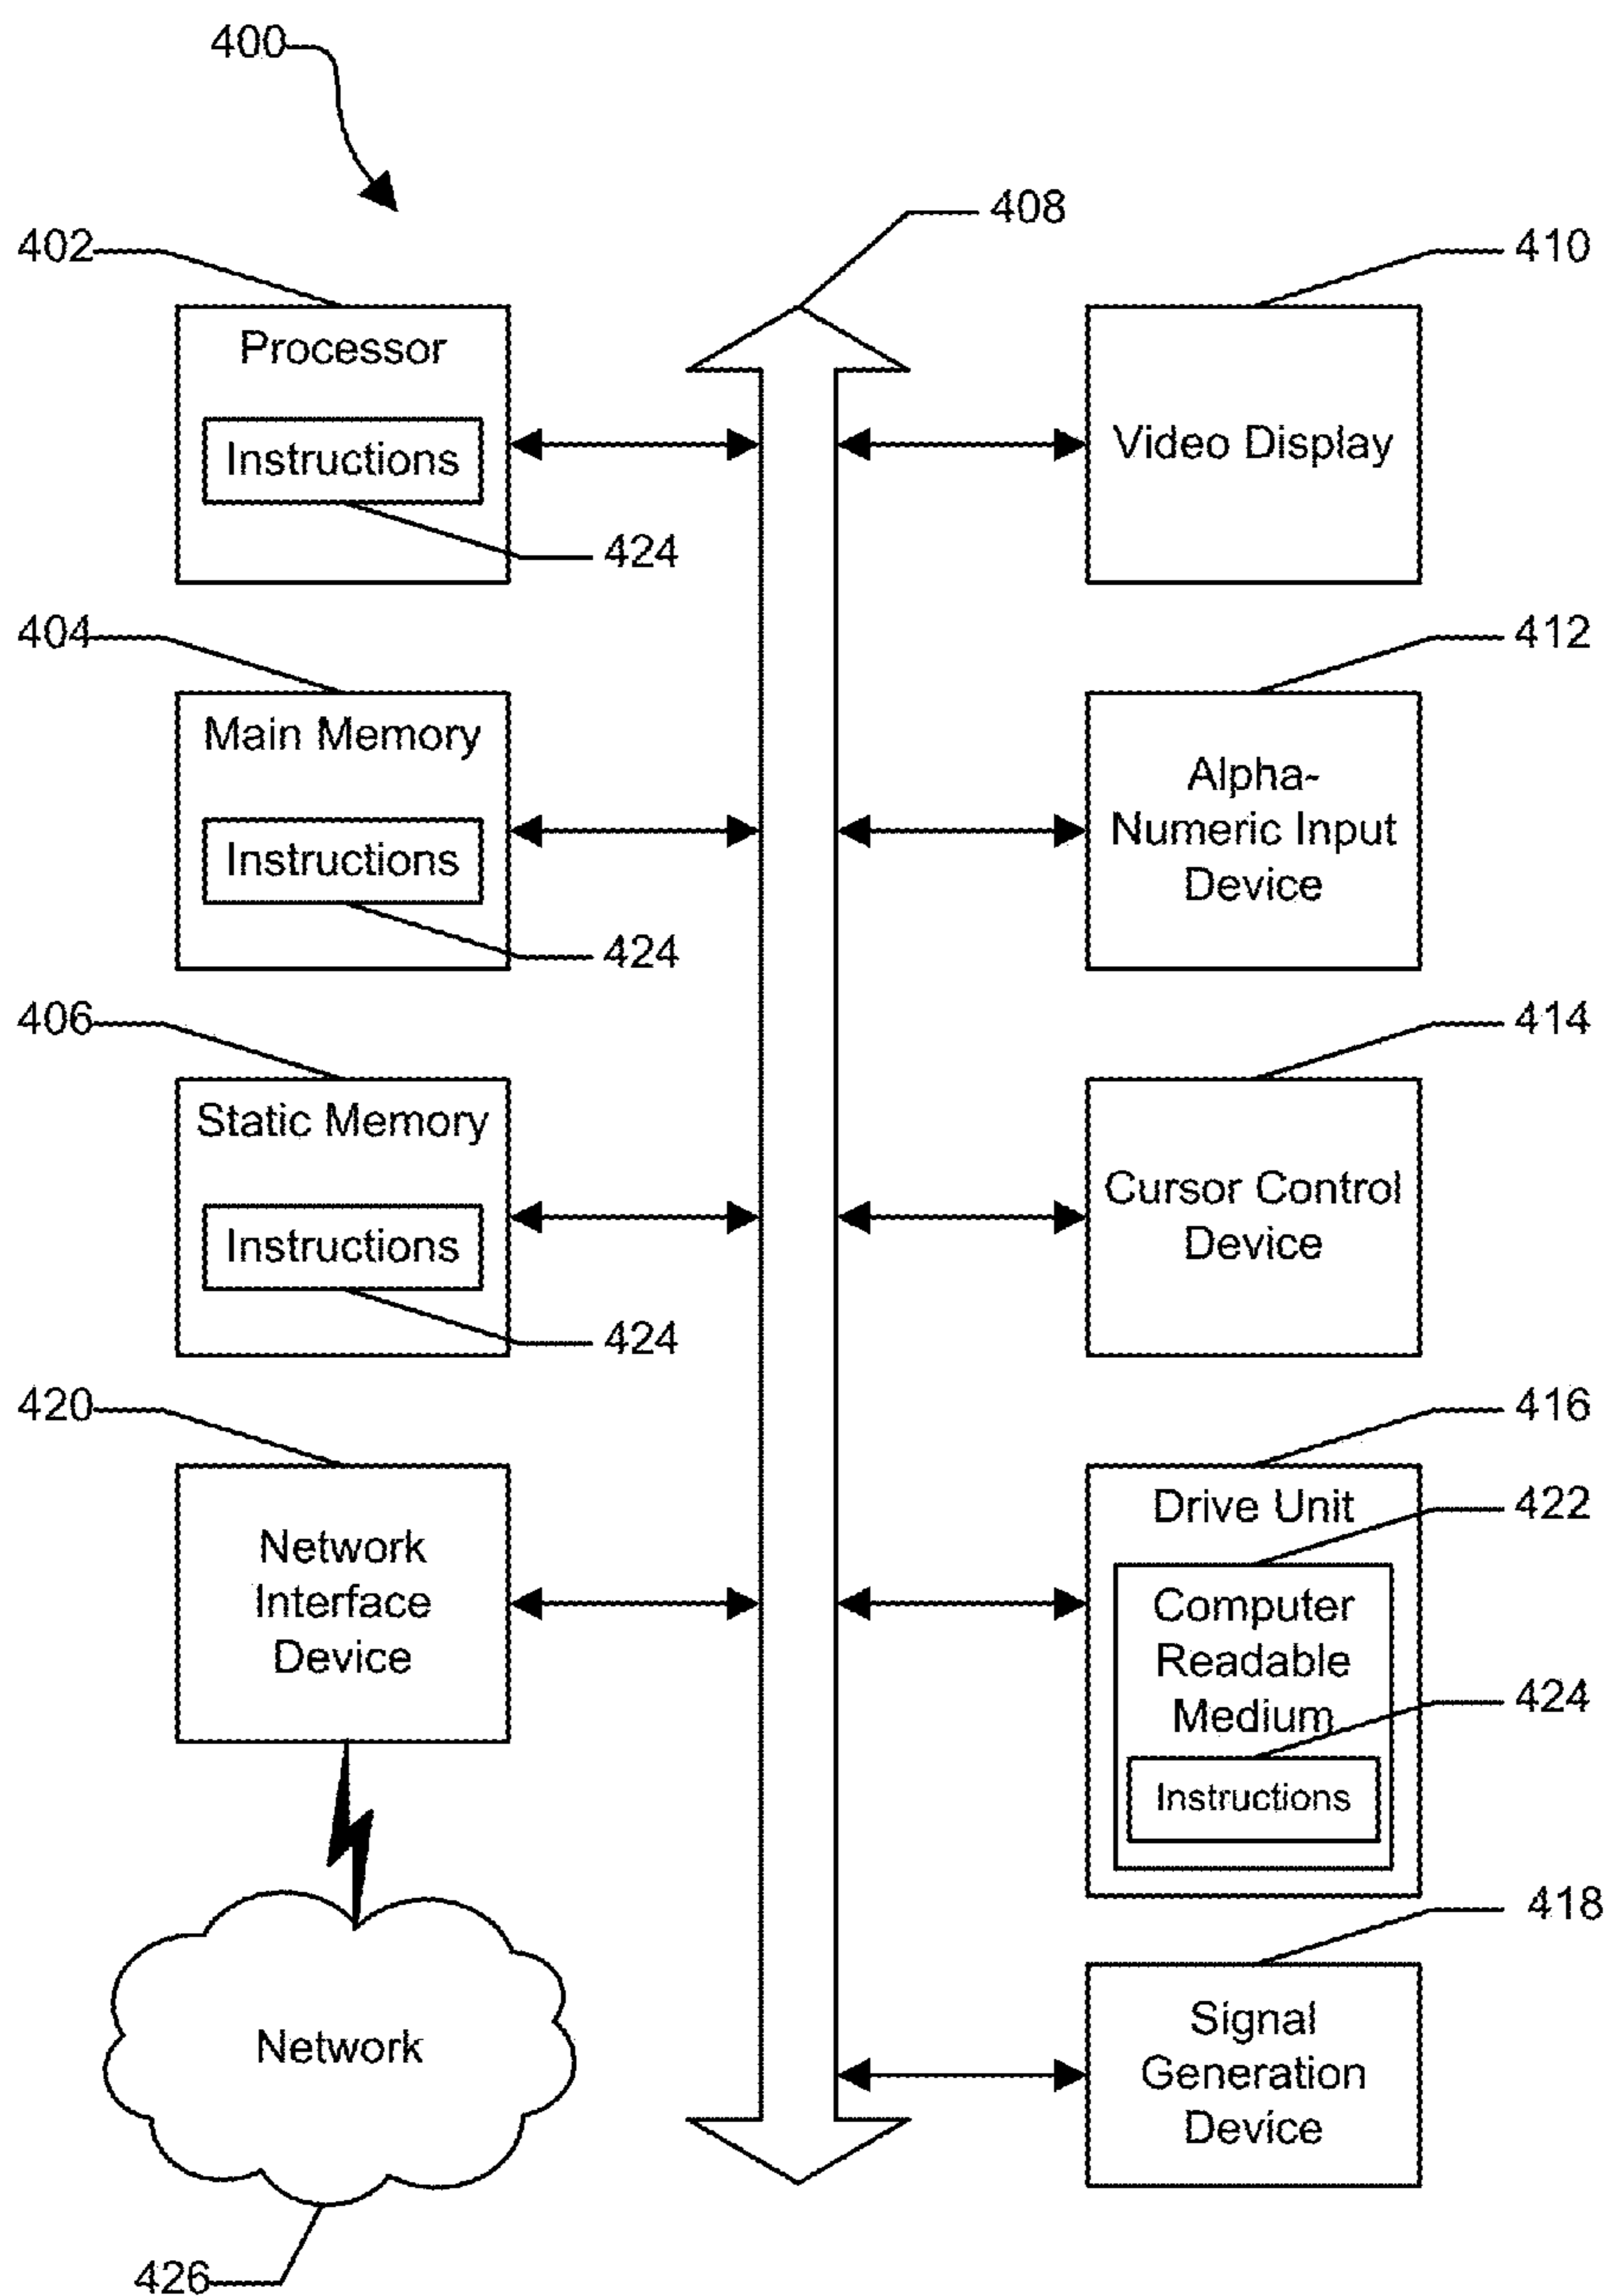 400
408
402
410
Processor
Instructions
424
Video Display
404
412
Main Memory
Instructions
424
Alpha-
Numeric Input
Device
406
414
Static Memory
Instructions
424
Cursor Control
Device
420
416
Network
Interface
Device
Drive Unit
422
Computer
Readable
Medium
424
Instructions
418
Network
Signal
Generation
Device
426